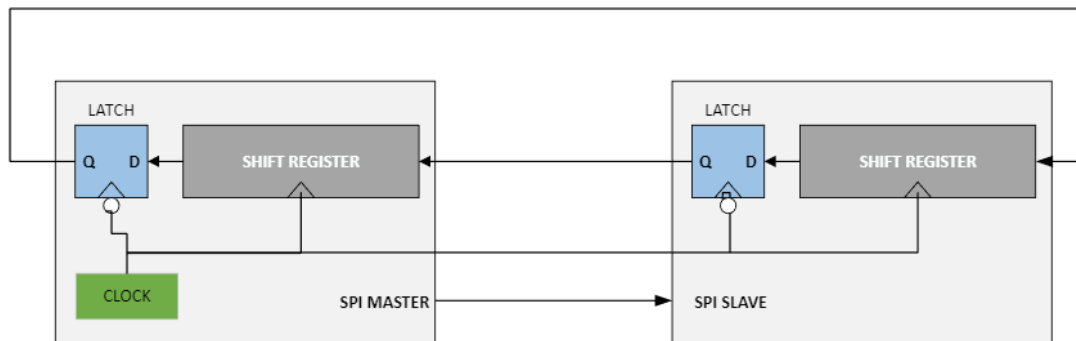 LATCH
Q D
SHIFT REGISTER
CLOCK
SPI MASTER
LATCH
Q D
SHIFT REGISTER
SPI SLAVE